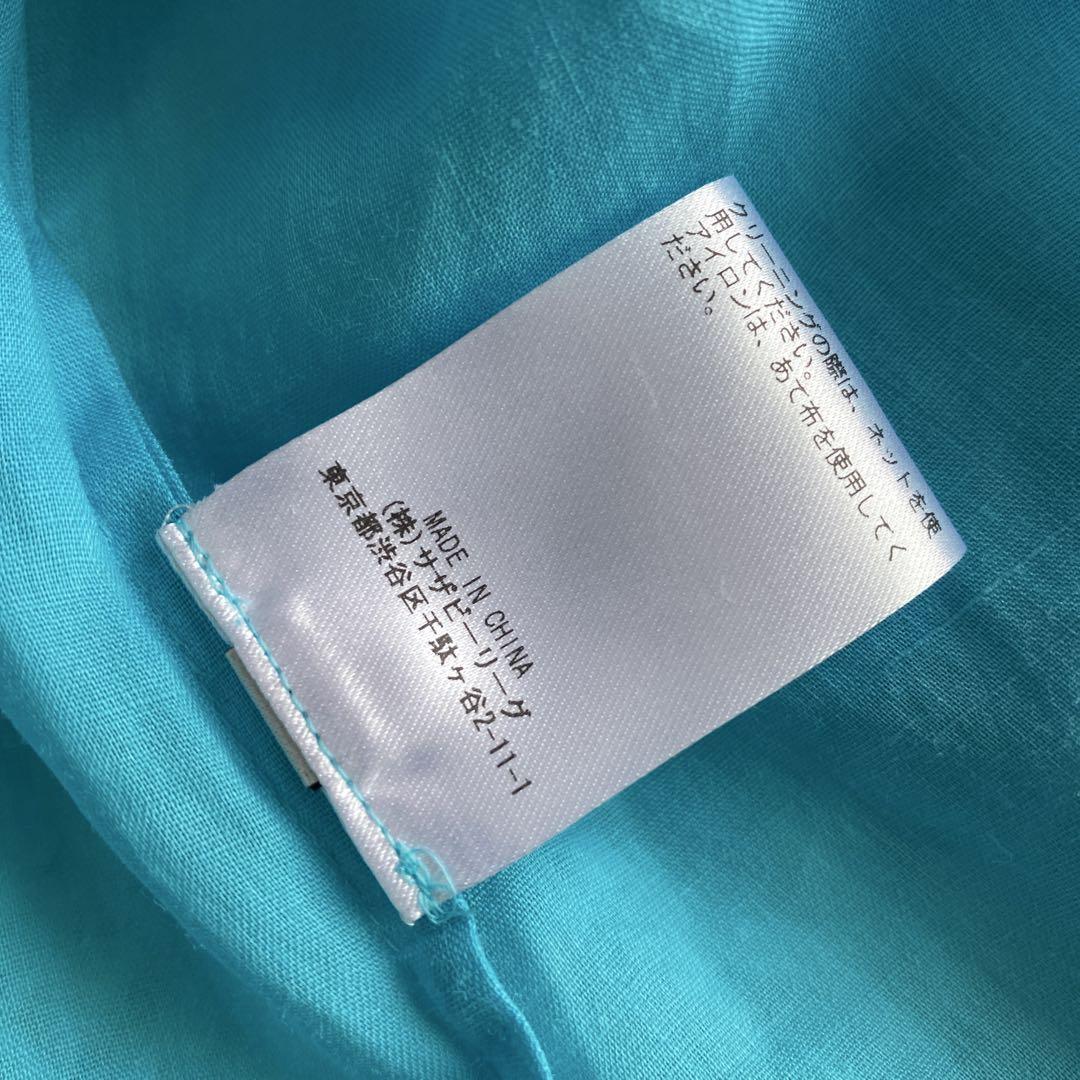 クリーニングの際は、ネットを使
用してください。
アイロンは、あて布を使用してく
ださい。
MADE IN CHINA
(株)サザビーリーグ
東京都渋谷区千駄ケ谷2-11-1